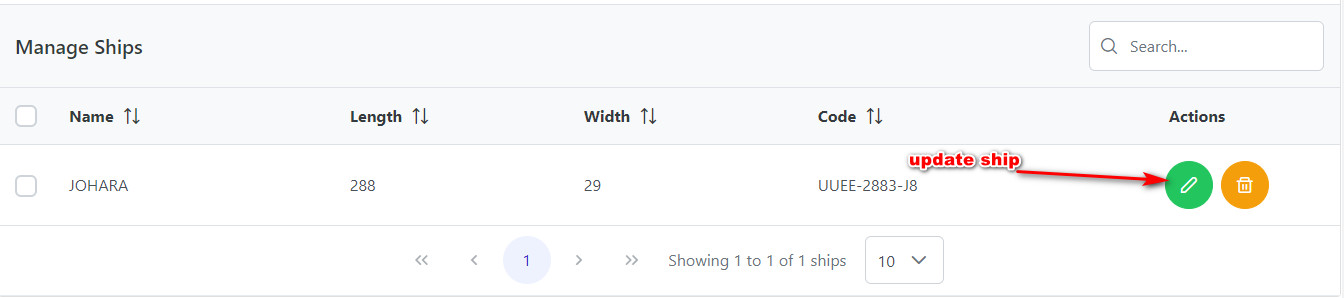 Manage Ships
Search...
Name Length Width Code Actions
update ship
JOHARA 288 29 UUEE-2883-J8
1 Showing 1 to 1 of 1 ships 10